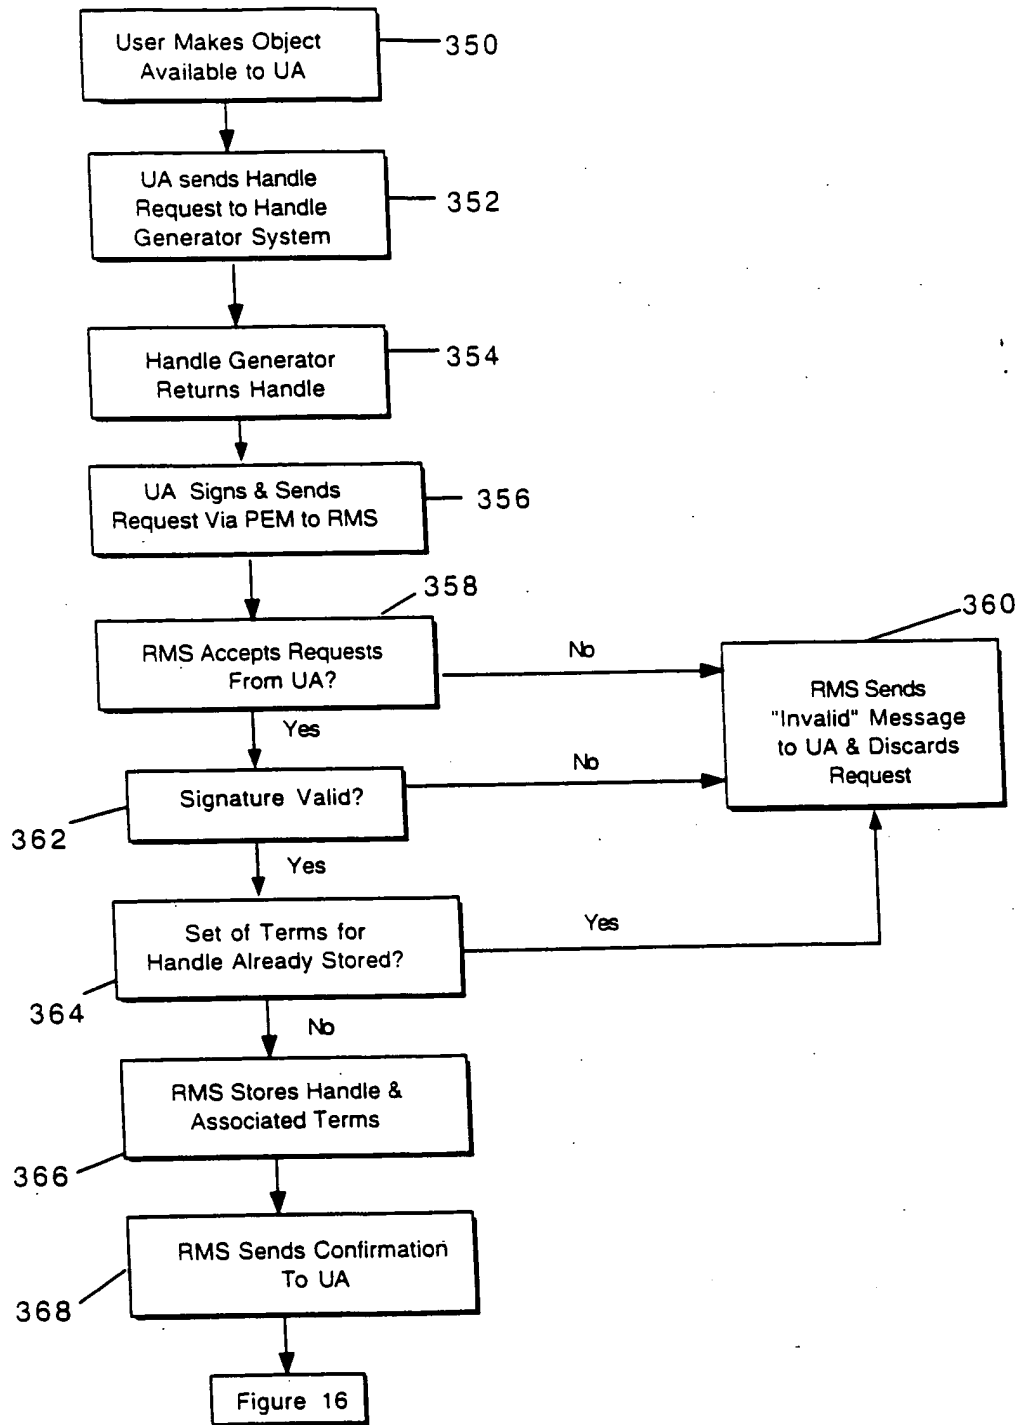 User Makes Object
Available to UA
350
UA sends Handle
Request to Handle
Generator System
352
Handle Generator
Returns Handle
354
UA Signs & Sends
Request Via PEM to RMS
356
358
RMS Accepts Requests
From UA?
No
360
RMS Sends
"Invalid" Message
to UA & Discards
Request
Yes
Signature Valid?
No
362
Yes
Set of Terms for
Handle Already Stored?
Yes
364
No
RMS Stores Handle &
Associated Terms
366
RMS Sends Confirmation
To UA
368
Figure 16